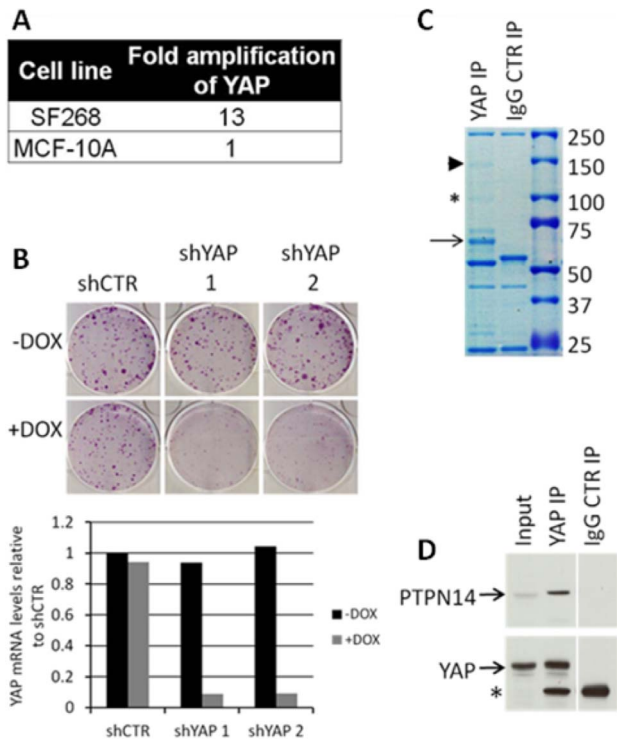 A
Cell line Fold amplification of YAP
SF268 13
MCF-10A 1
B
shCTR shYAP 1 shYAP 2
-DOX
+DOX
YAP mRNA levels relative to shCTR
1.2
1
0.8
0.6
0.4
0.2
0
shCTR shYAP 1 shYAP 2
-DOX
+DOX
C
YAP IP
IgG CTR IP
250
150
* 100
75
50
37
25
D
Input
YAP IP
IgG CTR IP
PTPN14
YAP
*